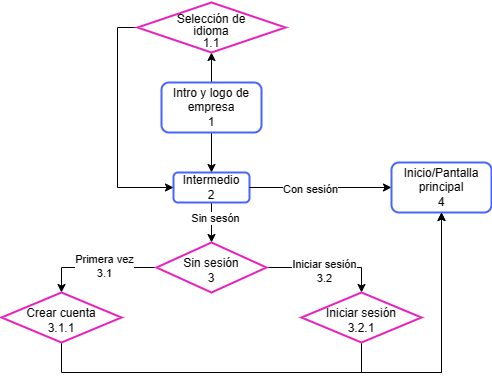 Selección de
idioma
1.1
Intro y logo de
empresa
1
Intermedio
2
Con sesión
Inicio/Pantalla
principal
4
Sin sesón
Sin sesión
3
Primera vez
3.1
Iniciar sesión
3.2
Crear cuenta
3.1.1
Iniciar sesión
3.2.1